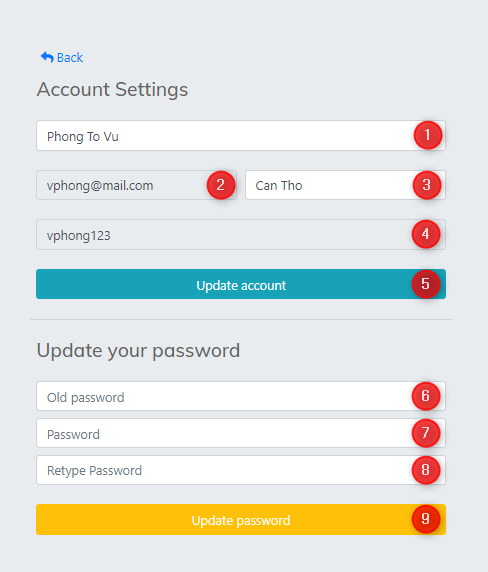 Back
Account Settings
Phong To Vu 1
vphong@mail.com 2 Can Tho 3
vphong123 4
Update account 5
Update your password
Old password 6
Password 7
Retype Password 8
Update password 9